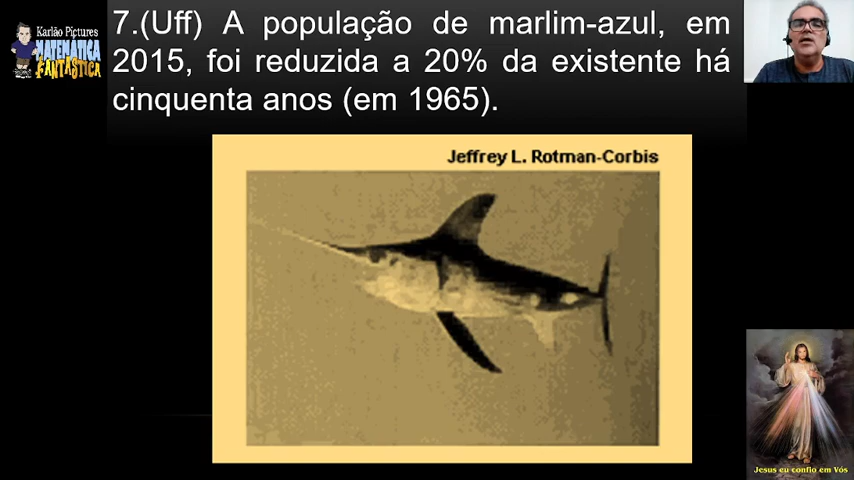 Karlão Pictures
MATEMÁTICA
FANTÁSTICA
7.(Uff) A população de marlim-azul, em
2015, foi reduzida a 20% da existente há
cinquenta anos (em 1965).
Jeffrey L. Rotman-Corbis
Jesus eu confio em Vós